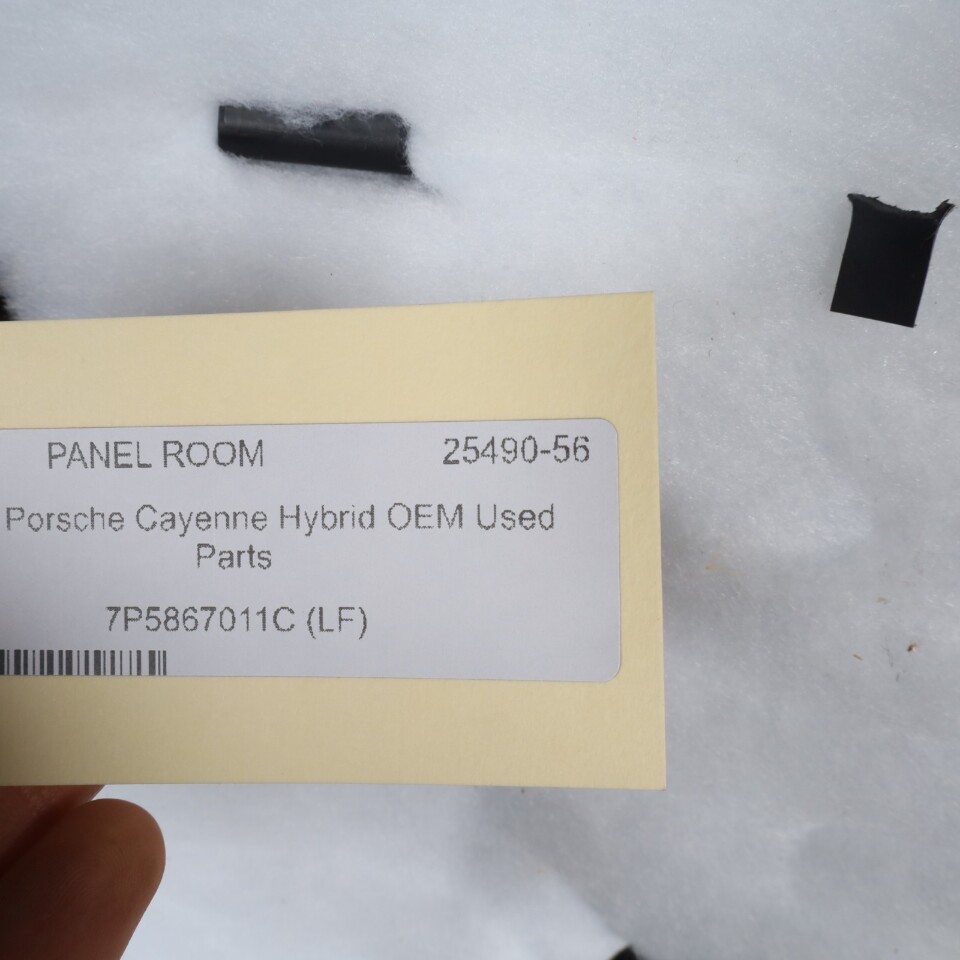 PANEL ROOM 25490-56
Porsche Cayenne Hybrid OEM Used
Parts
7P5867011C (LF)